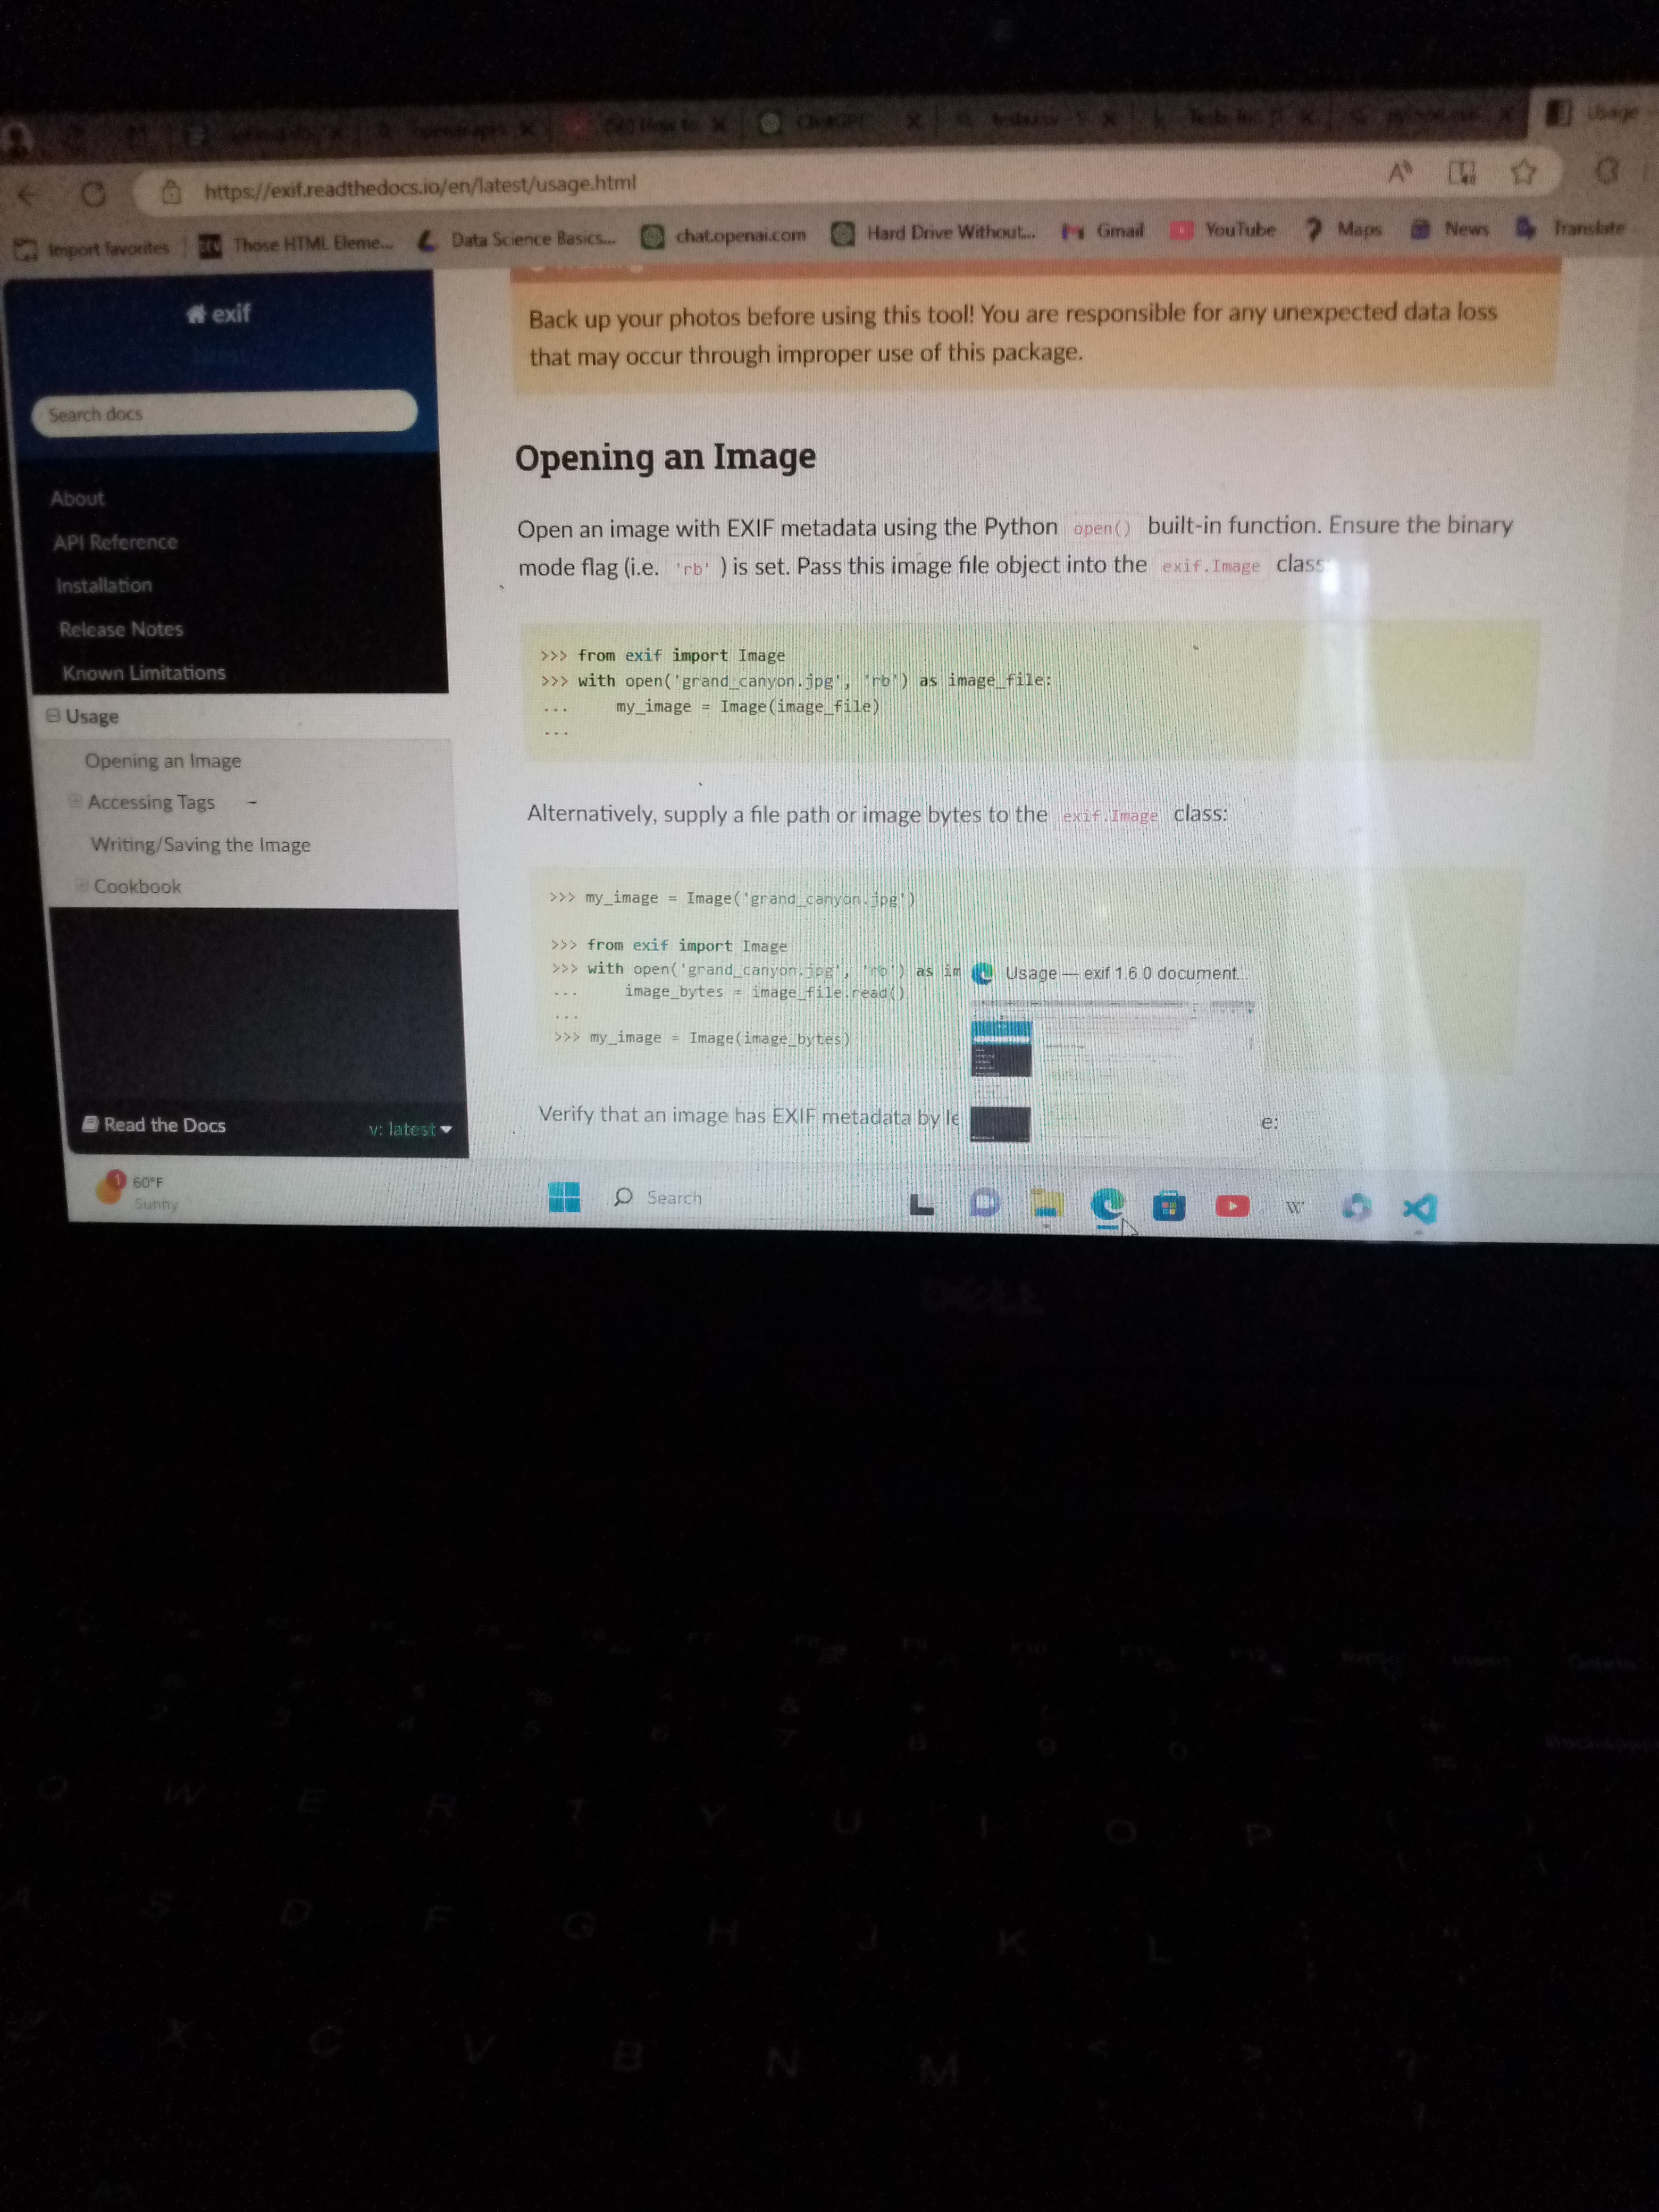 ChatGPT
Usage
https://exif.readthedocs.io/en/latest/usage.html
Import favorites
Those HTML Eleme...
Data Science Basics...
chat.openai.com
Hard Drive Without...
Gmail
YouTube
Maps
News
Translate
exif
Search docs
About
API Reference
Installation
Release Notes
Known Limitations
Usage
Opening an Image
Accessing Tags
Writing/Saving the Image
Cookbook
Read the Docs
v: latest
Back up your photos before using this tool! You are responsible for any unexpected data loss
that may occur through improper use of this package.
Opening an Image
Open an image with EXIF metadata using the Python open() built-in function. Ensure the binary
mode flag (i.e. 'rb' ) is set. Pass this image file object into the exif.Image class:
>>> from exif import Image
>>> with open('grand_canyon.jpg', 'rb') as image_file:
... my_image = Image(image_file)
...
Alternatively, supply a file path or image bytes to the exif.Image class:
>>> my_image = Image('grand_canyon.jpg')
>>> from exif import Image
>>> with open('grand_canyon.jpg', 'rb') as im
... image_bytes = image_file.read()
...
>>> my_image = Image(image_bytes)
Usage — exif 1.6.0 document...
Verify that an image has EXIF metadata by le
e:
1
60°F
Sunny
Search
W
DELL
Q W E R T Y U I O P
S D F G H J K L
X C V B N M < > ?